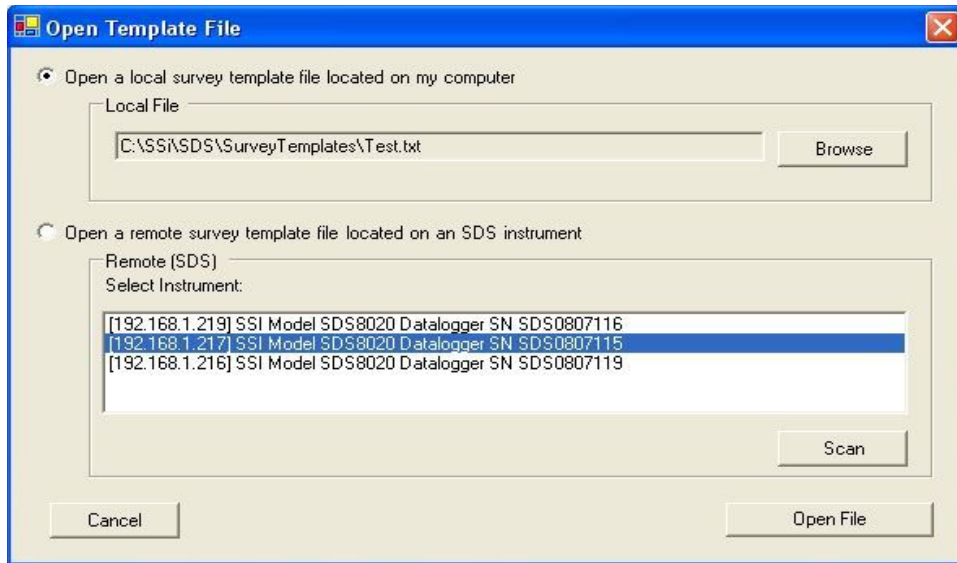 Open Template File
Open a local survey template file located on my computer
Local File
C:\SSi\SDS\SurveyTemplates\Test.txt
Browse
Open a remote survey template file located on an SDS instrument
Remote (SDS)
Select Instrument:
[192.168.1.219] SSI Model SDS8020 Datalogger SN SDS0807116
[192.168.1.217] SSI Model SDS8020 Datalogger SN SDS0807115
[192.168.1.216] SSI Model SDS8020 Datalogger SN SDS0807119
Scan
Cancel
Open File